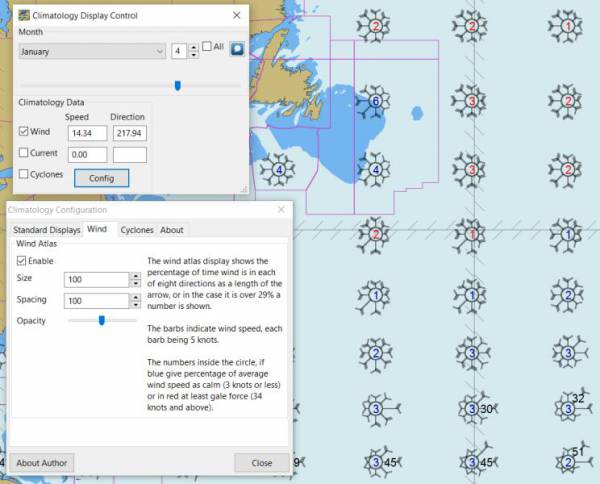 Climatology Display Control
Month
January 4 All
Climatology Data
Speed Direction
Wind 14.34 217.94
Current 0.00
Cyclones Config
Climatology Configuration
Standard Displays Wind Cyclones About
Wind Atlas
Enable
Size 100
Spacing 100
Opacity
The wind atlas display shows the
percentage of time wind is in each
of eight directions as a length of the
arrow, or in the case it is over 29% a
number is shown.
The barbs indicate wind speed, each
barb being 5 knots.
The numbers inside the circle, if
blue give percentage of average
wind speed as calm (3 knots or less)
or in red at least gale force (34
knots and above).
About Author Close
2 2 1
6 3 2
4 4 3 2
2 1 1
1 1 2
2 3 3
32
3 3 30 3
51
9 3 45 3 45 2